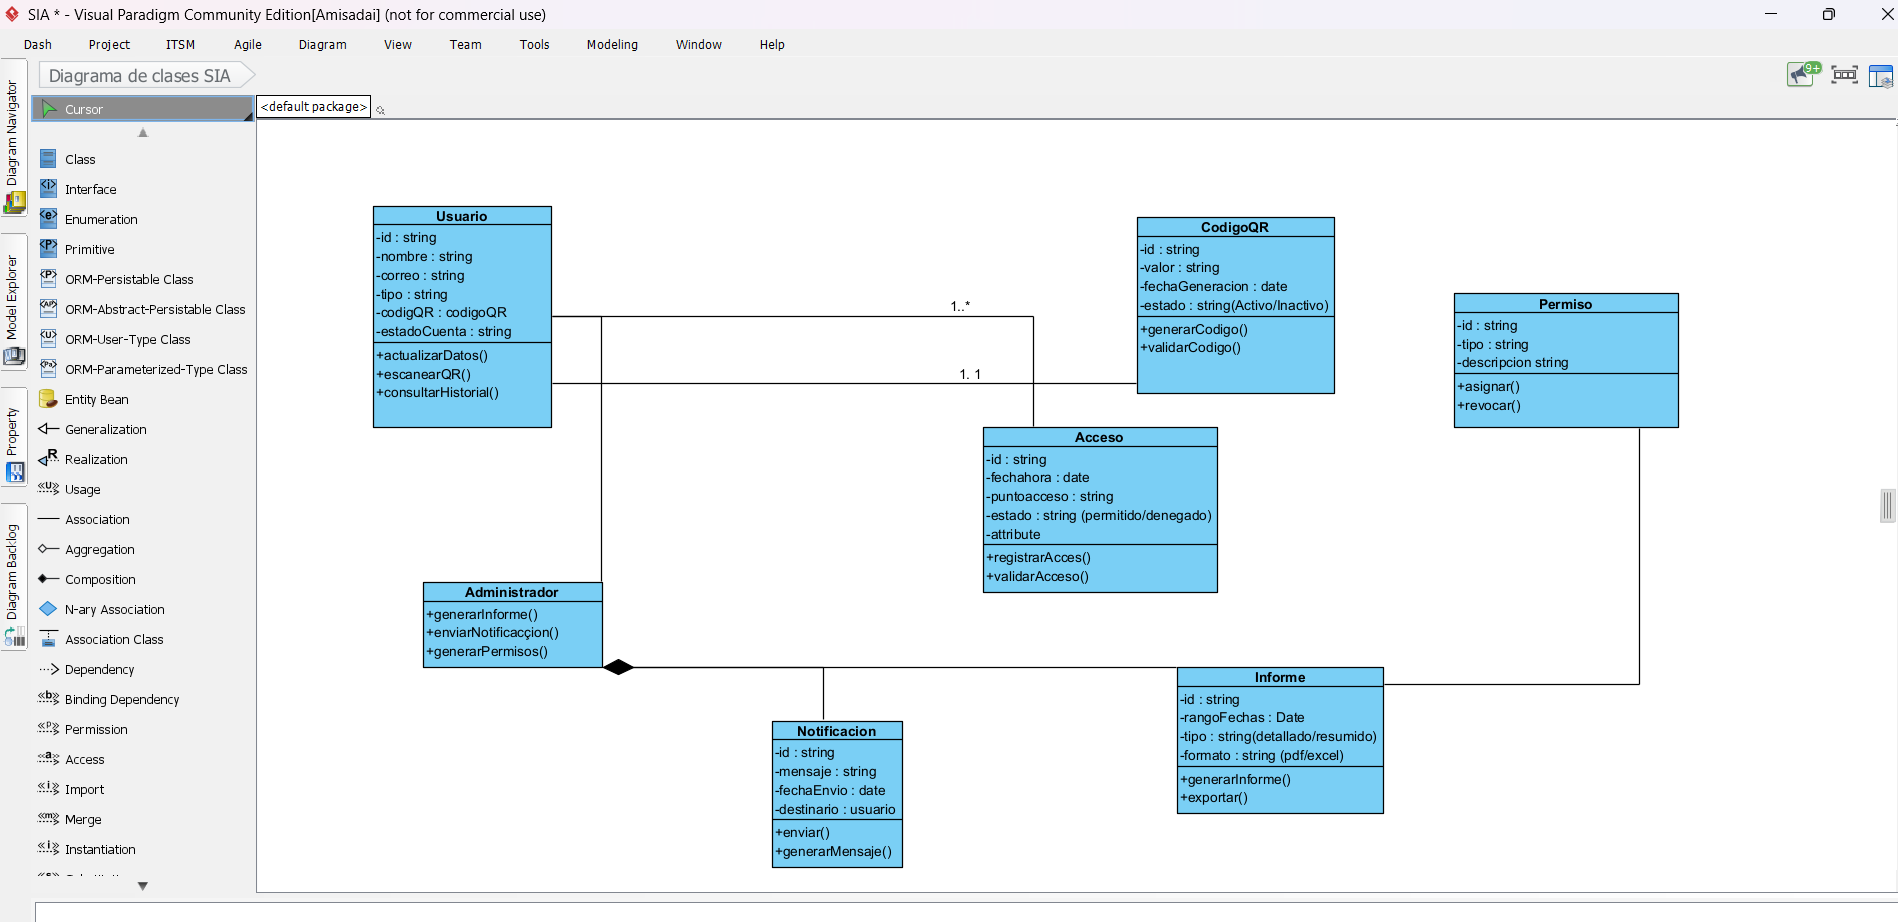 SIA * - Visual Paradigm Community Edition[Amisadai] (not for commercial use)
Dash Project ITSM Agile Diagram View Team Tools Modeling Window Help
Diagrama de clases SIA
9+
Diagram Navigator
Model Explorer
Property
Diagram Backlog
Cursor
<default package>
Class
Interface
Enumeration
Primitive
ORM-Persistable Class
ORM-Abstract-Persistable Class
ORM-User-Type Class
ORM-Parameterized-Type Class
Entity Bean
Generalization
Realization
Usage
Association
Aggregation
Composition
N-ary Association
Association Class
Dependency
Binding Dependency
Permission
Access
Import
Merge
Instantiation
Usuario
-id : string
-nombre : string
-correo : string
-tipo : string
-codigQR : codigoQR
-estadoCuenta : string
+actualizarDatos()
+escanearQR()
+consultarHistorial()
1..*
1. 1
CodigoQR
-id : string
-valor : string
-fechaGeneracion : date
-estado : string(Activo/Inactivo)
+generarCodigo()
+validarCodigo()
Permiso
-id : string
-tipo : string
-descripcion string
+asignar()
+revocar()
Acceso
-id : string
-fechahora : date
-puntoacceso : string
-estado : string (permitido/denegado)
-attribute
+registrarAcces()
+validarAcceso()
Administrador
+generarInforme()
+enviarNotificacçion()
+generarPermisos()
Notificacion
-id : string
-mensaje : string
-fechaEnvio : date
-destinario : usuario
+enviar()
+generarMensaje()
Informe
-id : string
-rangoFechas : Date
-tipo : string(detallado/resumido)
-formato : string (pdf/excel)
+generarInforme()
+exportar()